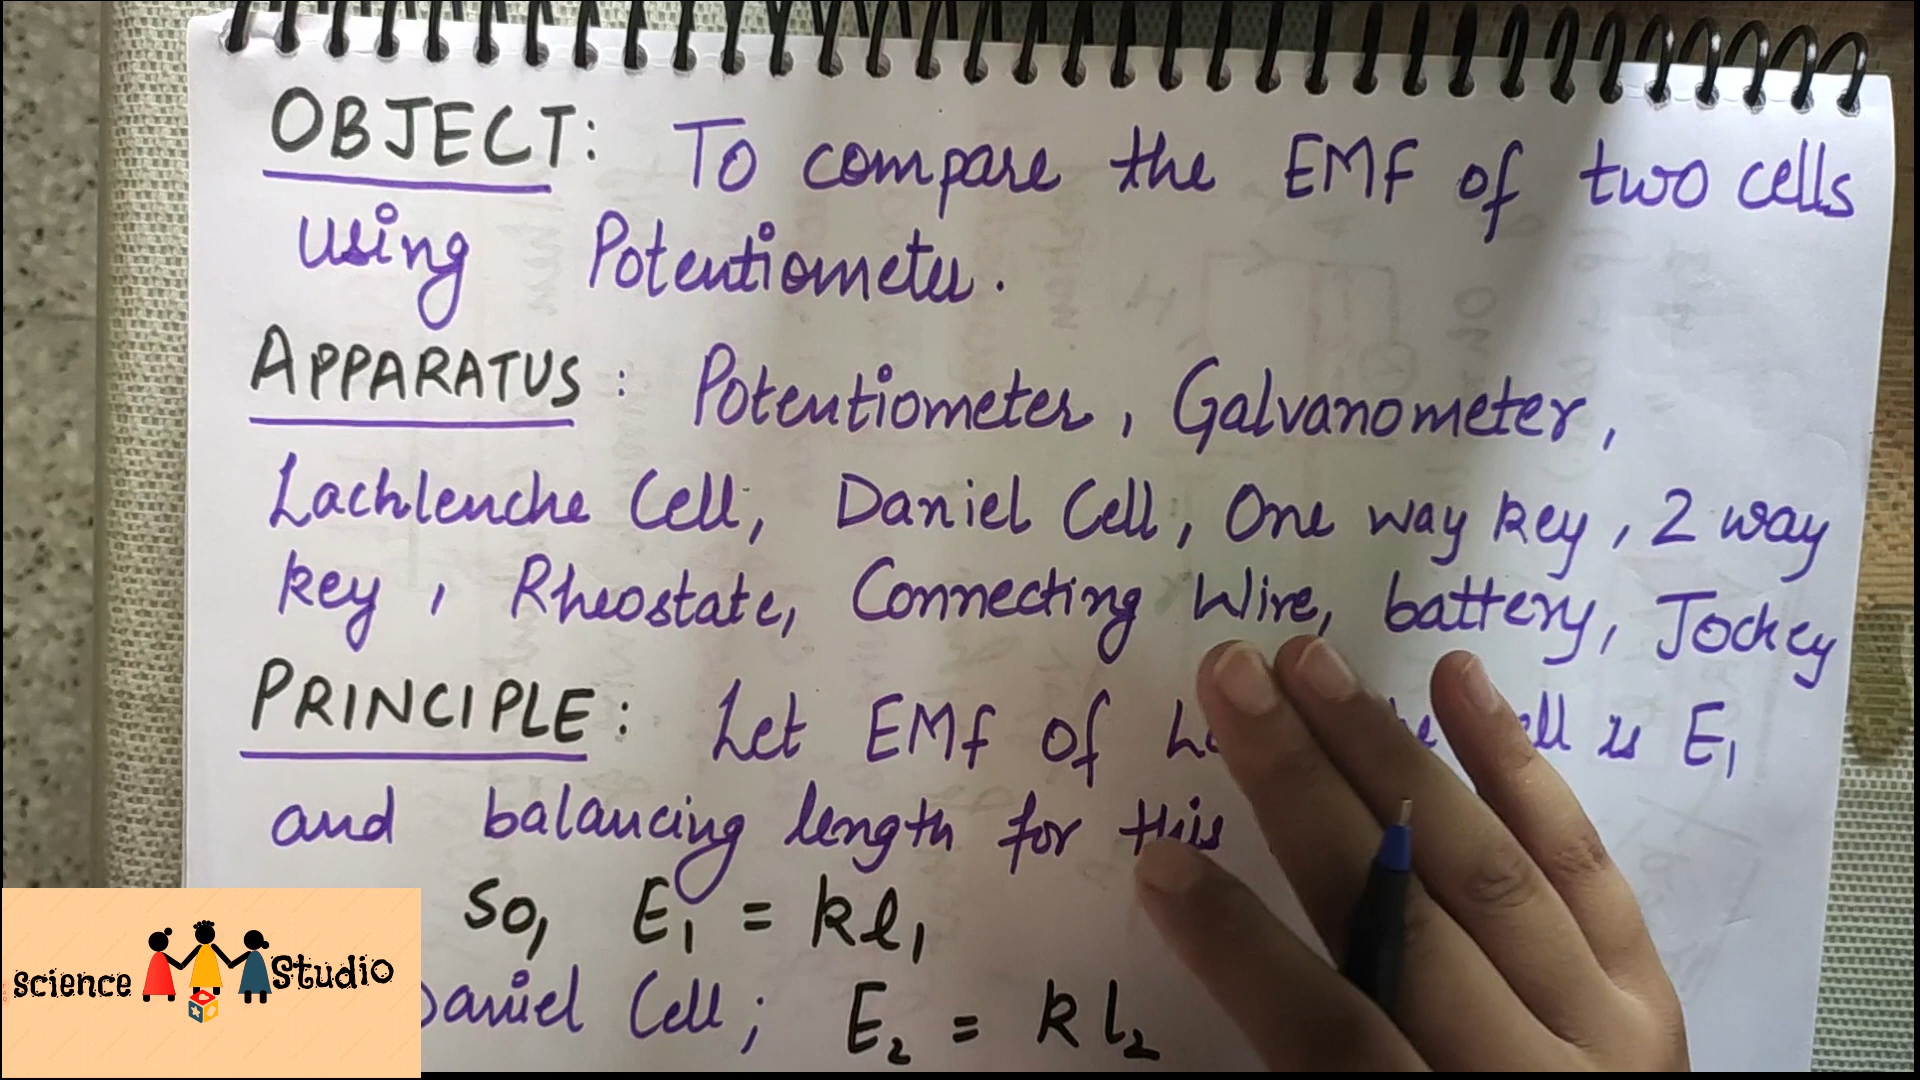 OBJECT: To compare the EMF of two cells
using Potentiometer.
APPARATUS: Potentiometer, Galvanometer,
Lachlenche Cell, Daniel Cell, One way key, 2 way
key, Rheostate, Connecting Wire, battery, Jockey
PRINCIPLE: Let EMf of ell is E₁
and balancing length for this
So, E₁ = kl₁
Daniel Cell; E₂ = kl₂
science Studio